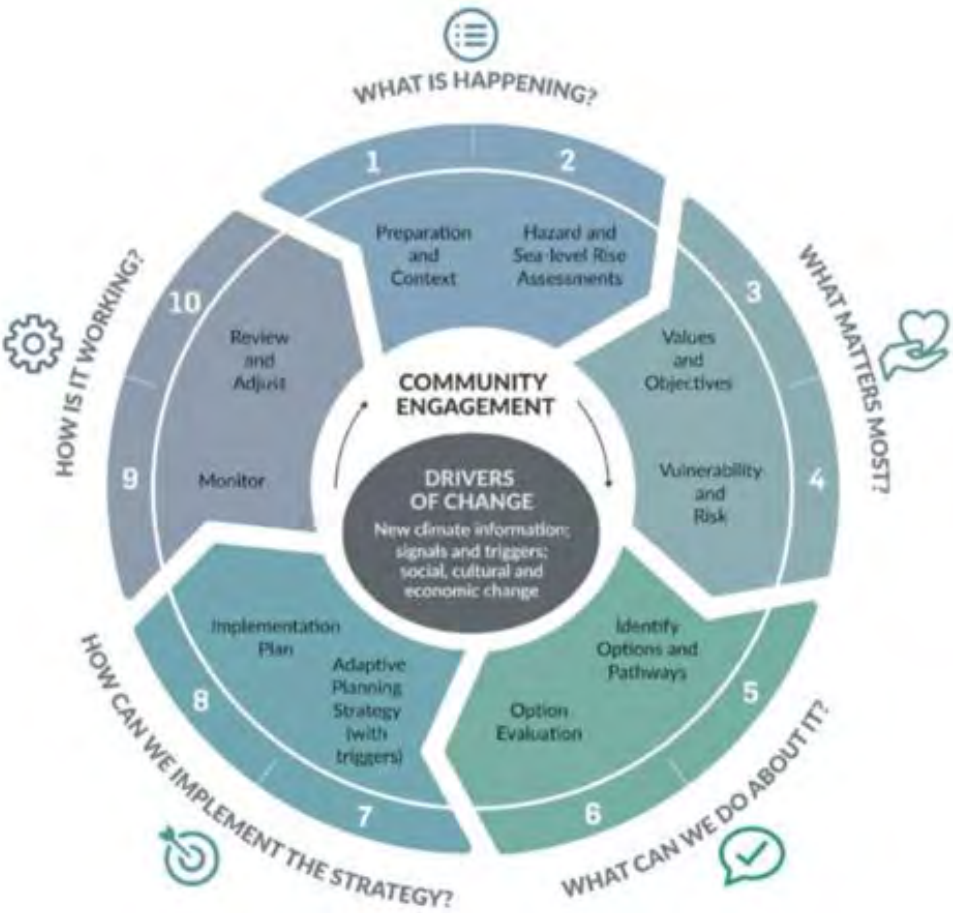 WHAT IS HAPPENING?
1
2
Preparation
and
Context
Hazard and
Sea-level Rise
Assessments
WHAT MATTERS MOST?
3
Values
and
Objectives
4
Vulnerability
and
Risk
WHAT CAN WE DO ABOUT IT?
5
Identify
Options and
Pathways
6
Option
Evaluation
HOW CAN WE IMPLEMENT THE STRATEGY?
7
Adaptive
Planning
Strategy
(with
triggers)
8
Implementation
Plan
HOW IS IT WORKING?
9
Monitor
10
Review
and
Adjust
COMMUNITY
ENGAGEMENT
DRIVERS
OF CHANGE
New climate information;
signals and triggers;
social, cultural and
economic change